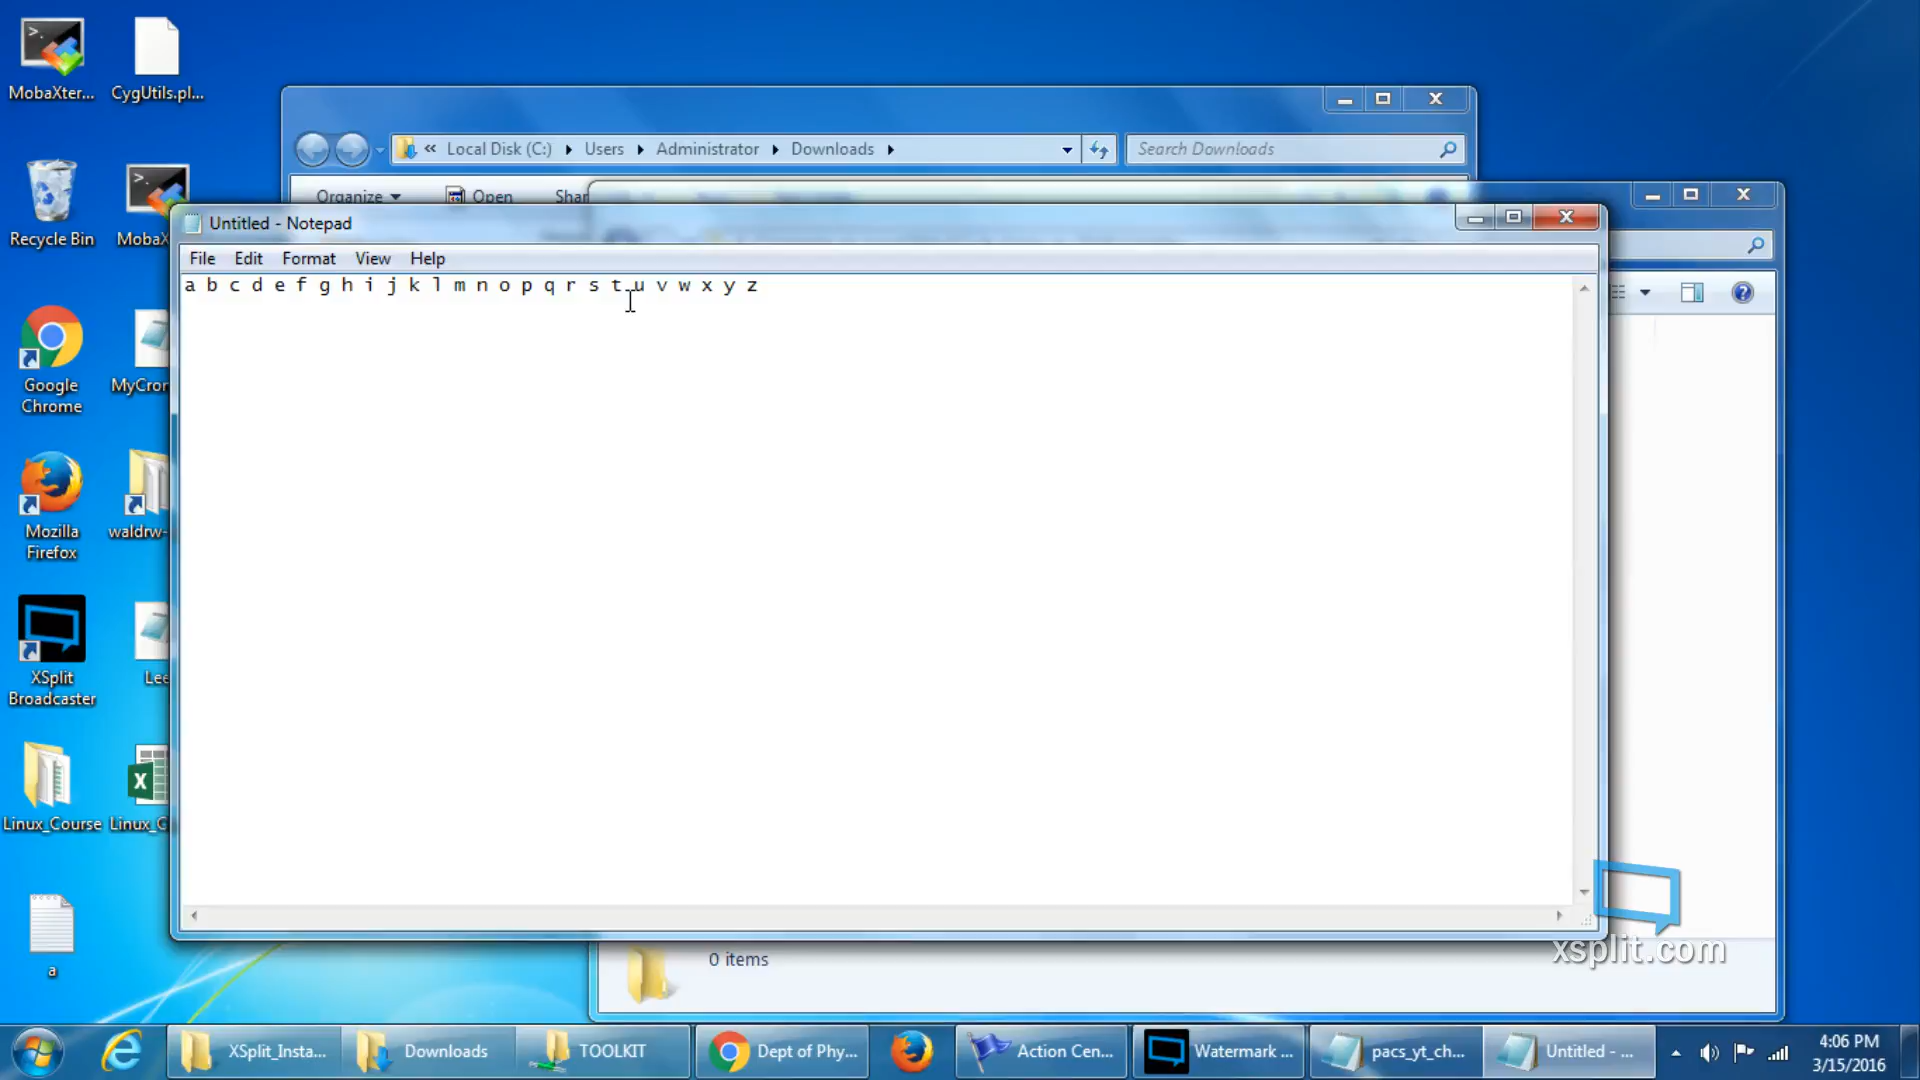 MobaXter...
CygUtils.pl...
Recycle Bin
MobaX
Google
Chrome
MyCron
Mozilla
Firefox
waldrw-
XSplit
Broadcaster
Lee
Linux_Course
Linux_C
a
« Local Disk (C:) Users Administrator Downloads
Search Downloads
Organize
Open
Shar
Untitled - Notepad
File Edit Format View Help
a b c d e f g h i j k l m n o p q r s t u v w x y z
0 items
xsplit.com
XSplit_Insta...
Downloads
TOOLKIT
Dept of Phy...
Action Cen...
Watermark ...
pacs_yt_ch...
Untitled - ...
4:06 PM
3/15/2016